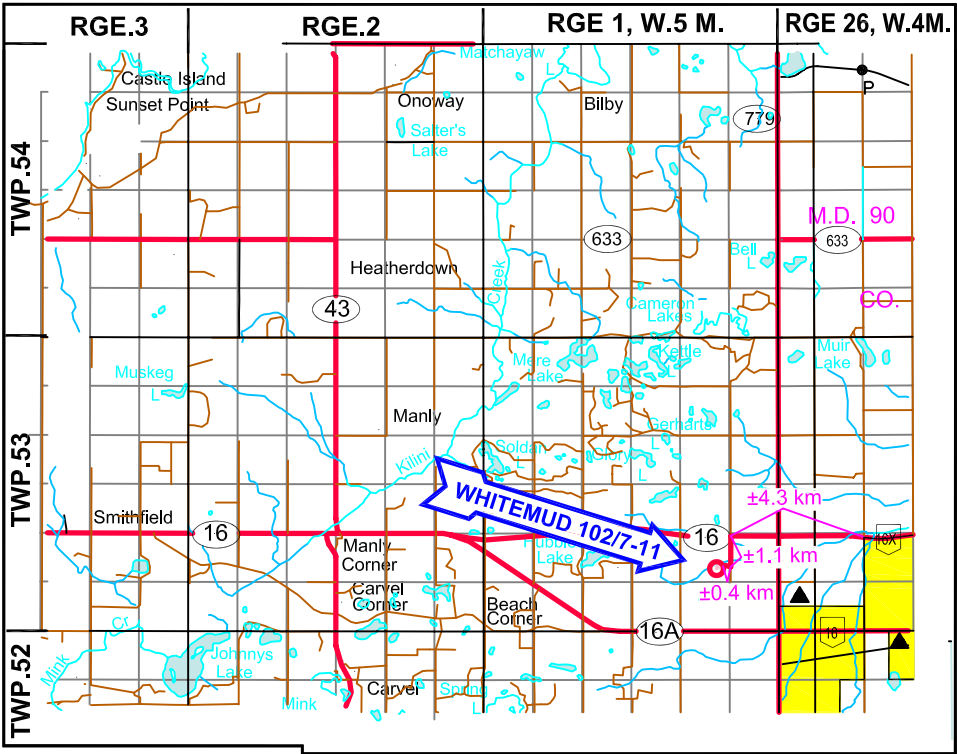 RGE.3
RGE.2
RGE 1, W.5 M.
RGE 26, W.4M.
TWP.54
TWP.53
TWP.52
Matchayaw
L
Castle Island
Sunset Point
Onoway
Salter's
Lake
Bilby
779
P
M.D. 90
633
633
Bell
L
CO.
Heatherdown
Creek
43
Cameron
Lakes
Muskeg
L
Mere
Lake
Kettle
L
Muir
Lake
Manly
Gerharts
L
Kilini
Soldan
L
Glory
L
WHITEMUD 102/7-11
±4.3 km
Smithfield
16
16
16X
Manly
Corner
Hubbles
Lake
±1.1 km
±0.4 km
Carvel
Corner
Beach
Corner
16A
16
Mink
Cr
Johnnys
Lake
Carvel
Spring
L
Mink